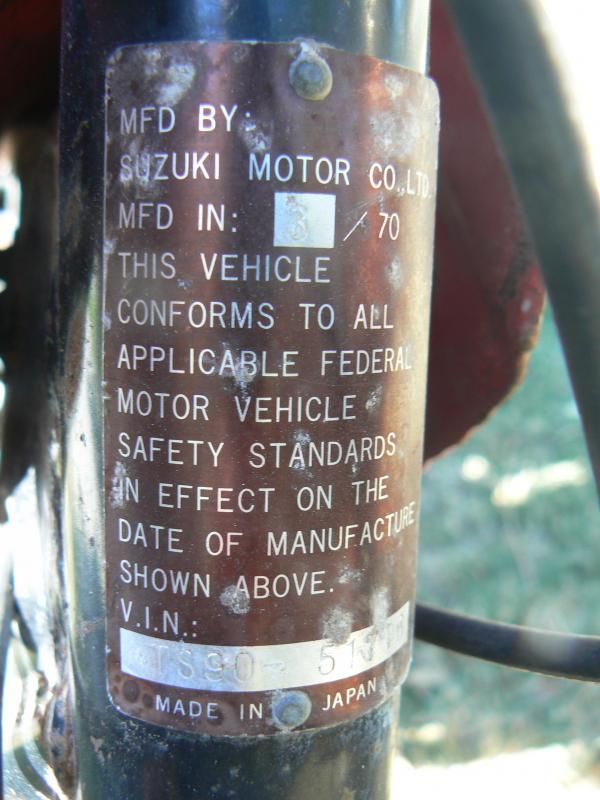 MFD BY:
SUZUKI MOTOR CO., LTD.
MFD IN: 3 / 70
THIS VEHICLE
CONFORMS TO ALL
APPLICABLE FEDERAL
MOTOR VEHICLE
SAFETY STANDARDS
IN EFFECT ON THE
DATE OF MANUFACTURE
SHOWN ABOVE.
V.I.N.:
TS90-
MADE IN JAPAN